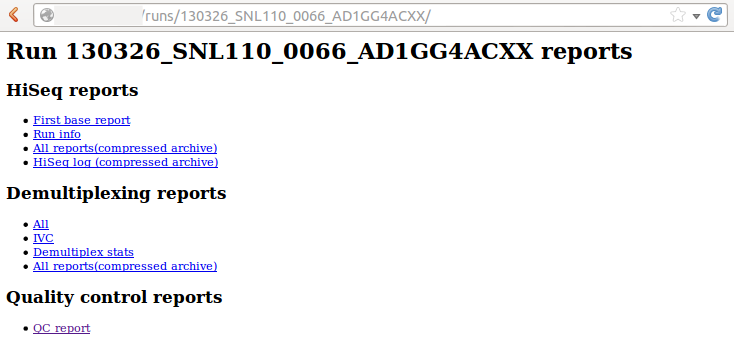 /runs/130326_SNL110_0066_AD1GG4ACXX/
Run 130326_SNL110_0066_AD1GG4ACXX reports
HiSeq reports
First base report
Run info
All reports(compressed archive)
HiSeq log (compressed archive)
Demultiplexing reports
All
IVC
Demultiplex stats
All reports(compressed archive)
Quality control reports
QC report